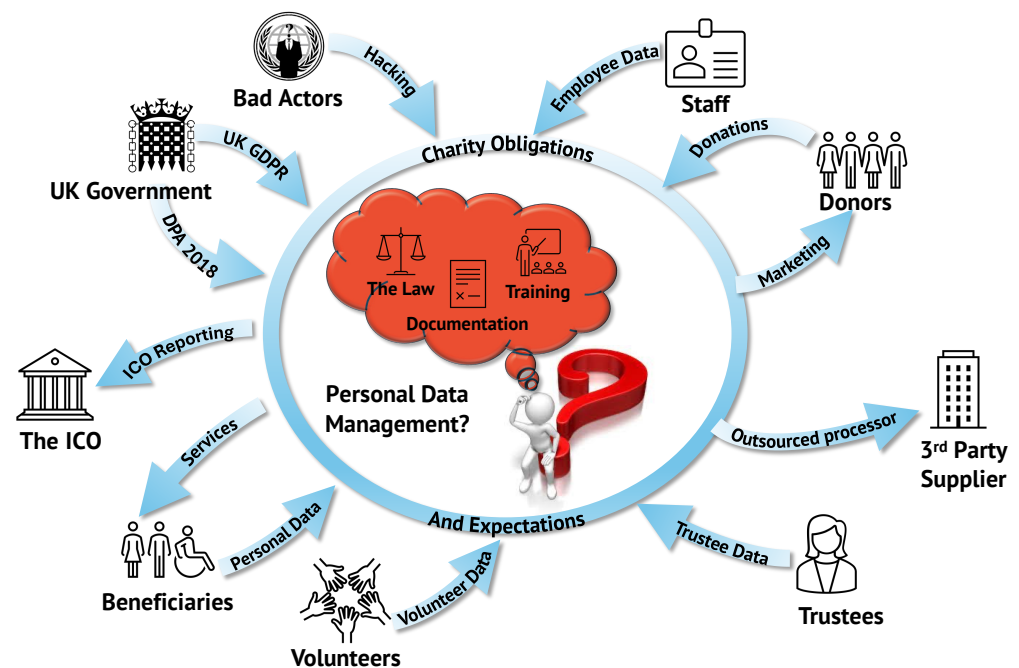 Hacking
Bad Actors
Employee Data
Staff
UK GDPR
UK Government
DPA 2018
Charity Obligations
Donations
Donors
Marketing
The Law
Training
Documentation
Personal Data
Management?
ICO Reporting
The ICO
Services
Outsourced processor
3rd Party
Supplier
And Expectations
Personal Data
Beneficiaries
Volunteer Data
Volunteers
Trustee Data
Trustees
?